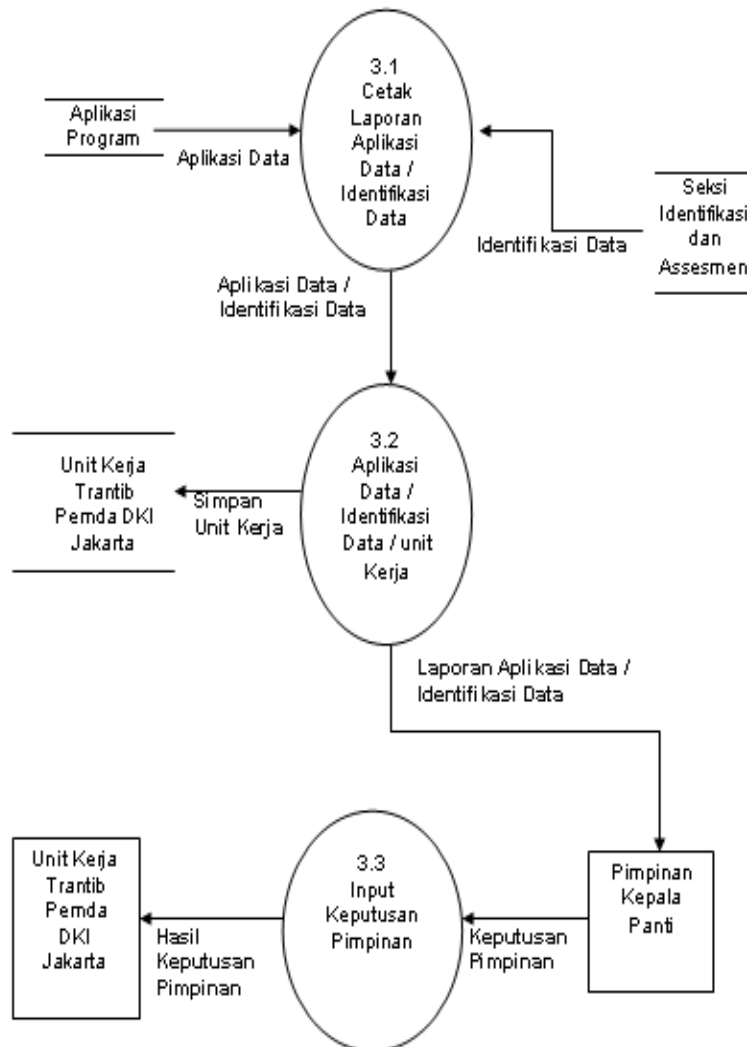 3.1
Cetak
Laporan
Aplikasi
Data /
Identifikasi
Data
Aplikasi
Program
Aplikasi Data
Seksi
Identifikasi
dan
Assesmen
Identifikasi Data
Aplikasi Data /
Identifikasi Data
3.2
Aplikasi
Data /
Identifikasi
Data / unit
Kerja
Unit Kerja
Trantib
Pemda DKI
Jakarta
Simpan
Unit Kerja
Laporan Aplikasi Data /
Identifikasi Data
Pimpinan
Kepala
Panti
Keputusan
Pimpinan
3.3
Input
Keputusan
Pimpinan
Hasil
Keputusan
Pimpinan
Unit Kerja
Trantib
Pemda
DKI
Jakarta